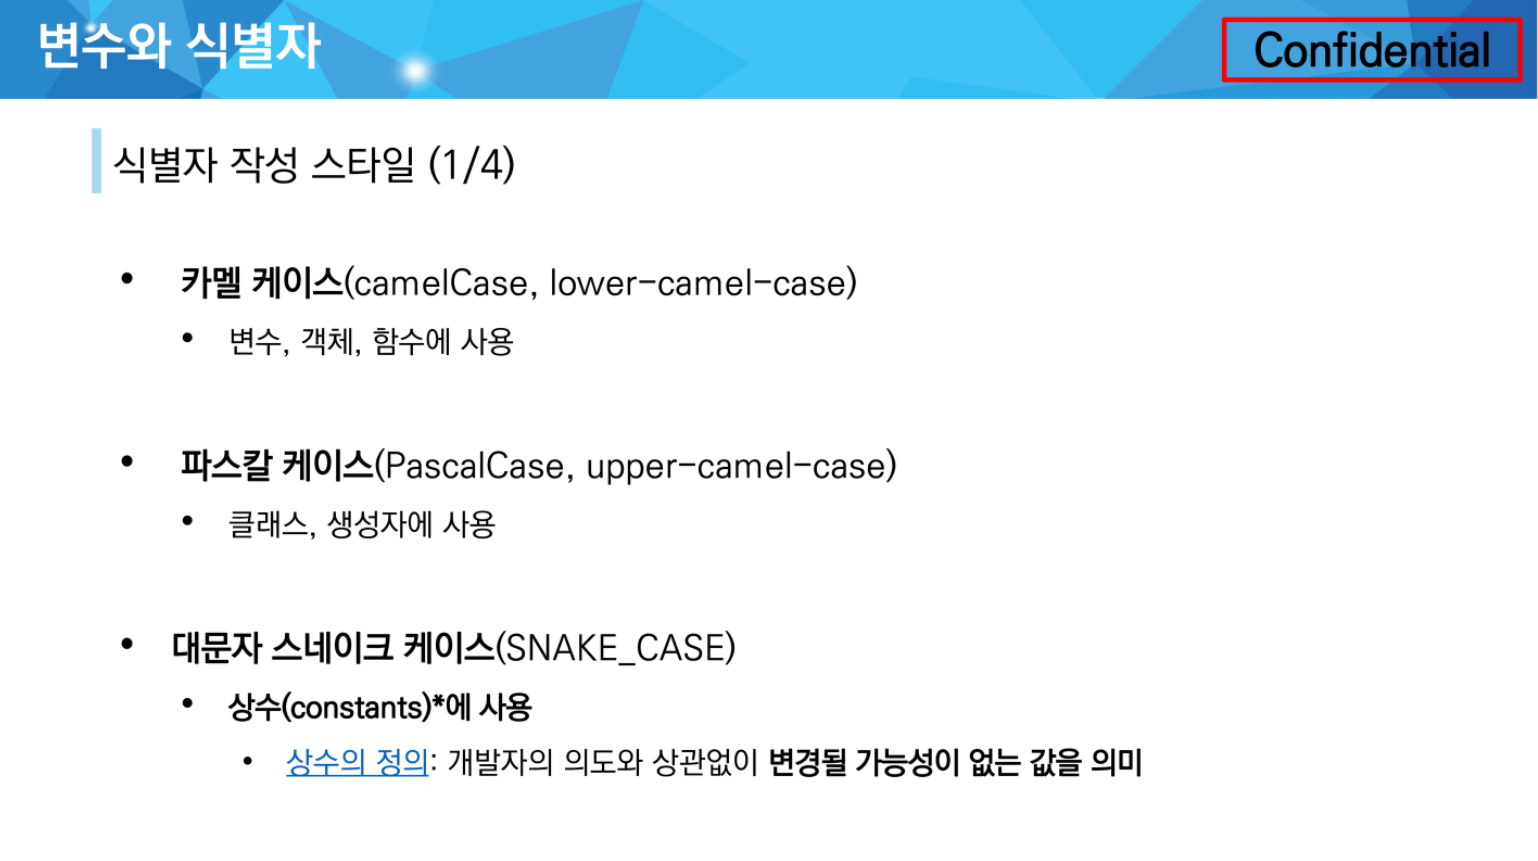 변수와 식별자
Confidential
식별자 작성 스타일 (1/4)
• 카멜 케이스(camelCase, lower-camel-case)
• 변수, 객체, 함수에 사용
• 파스칼 케이스(PascalCase, upper-camel-case)
• 클래스, 생성자에 사용
• 대문자 스네이크 케이스(SNAKE_CASE)
• 상수(constants)*에 사용
• 상수의 정의: 개발자의 의도와 상관없이 변경될 가능성이 없는 값을 의미